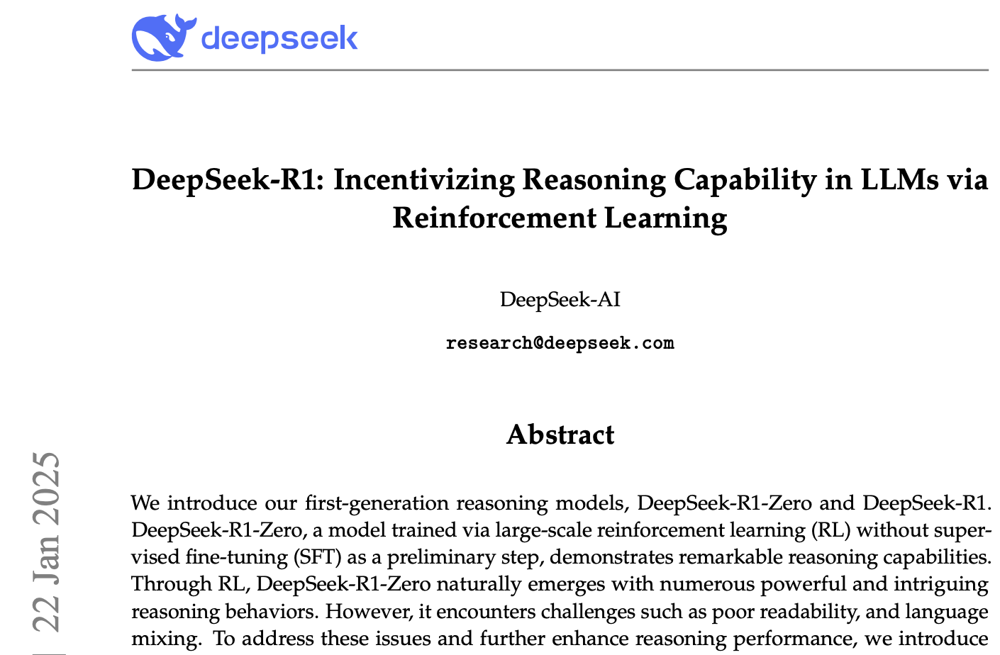 deepseek
DeepSeek-R1: Incentivizing Reasoning Capability in LLMs via
Reinforcement Learning
DeepSeek-AI
research@deepseek.com
Abstract
We introduce our first-generation reasoning models, DeepSeek-R1-Zero and DeepSeek-R1.
DeepSeek-R1-Zero, a model trained via large-scale reinforcement learning (RL) without super-
vised fine-tuning (SFT) as a preliminary step, demonstrates remarkable reasoning capabilities.
Through RL, DeepSeek-R1-Zero naturally emerges with numerous powerful and intriguing
reasoning behaviors. However, it encounters challenges such as poor readability, and language
mixing. To address these issues and further enhance reasoning performance, we introduce
22 Jan 2025